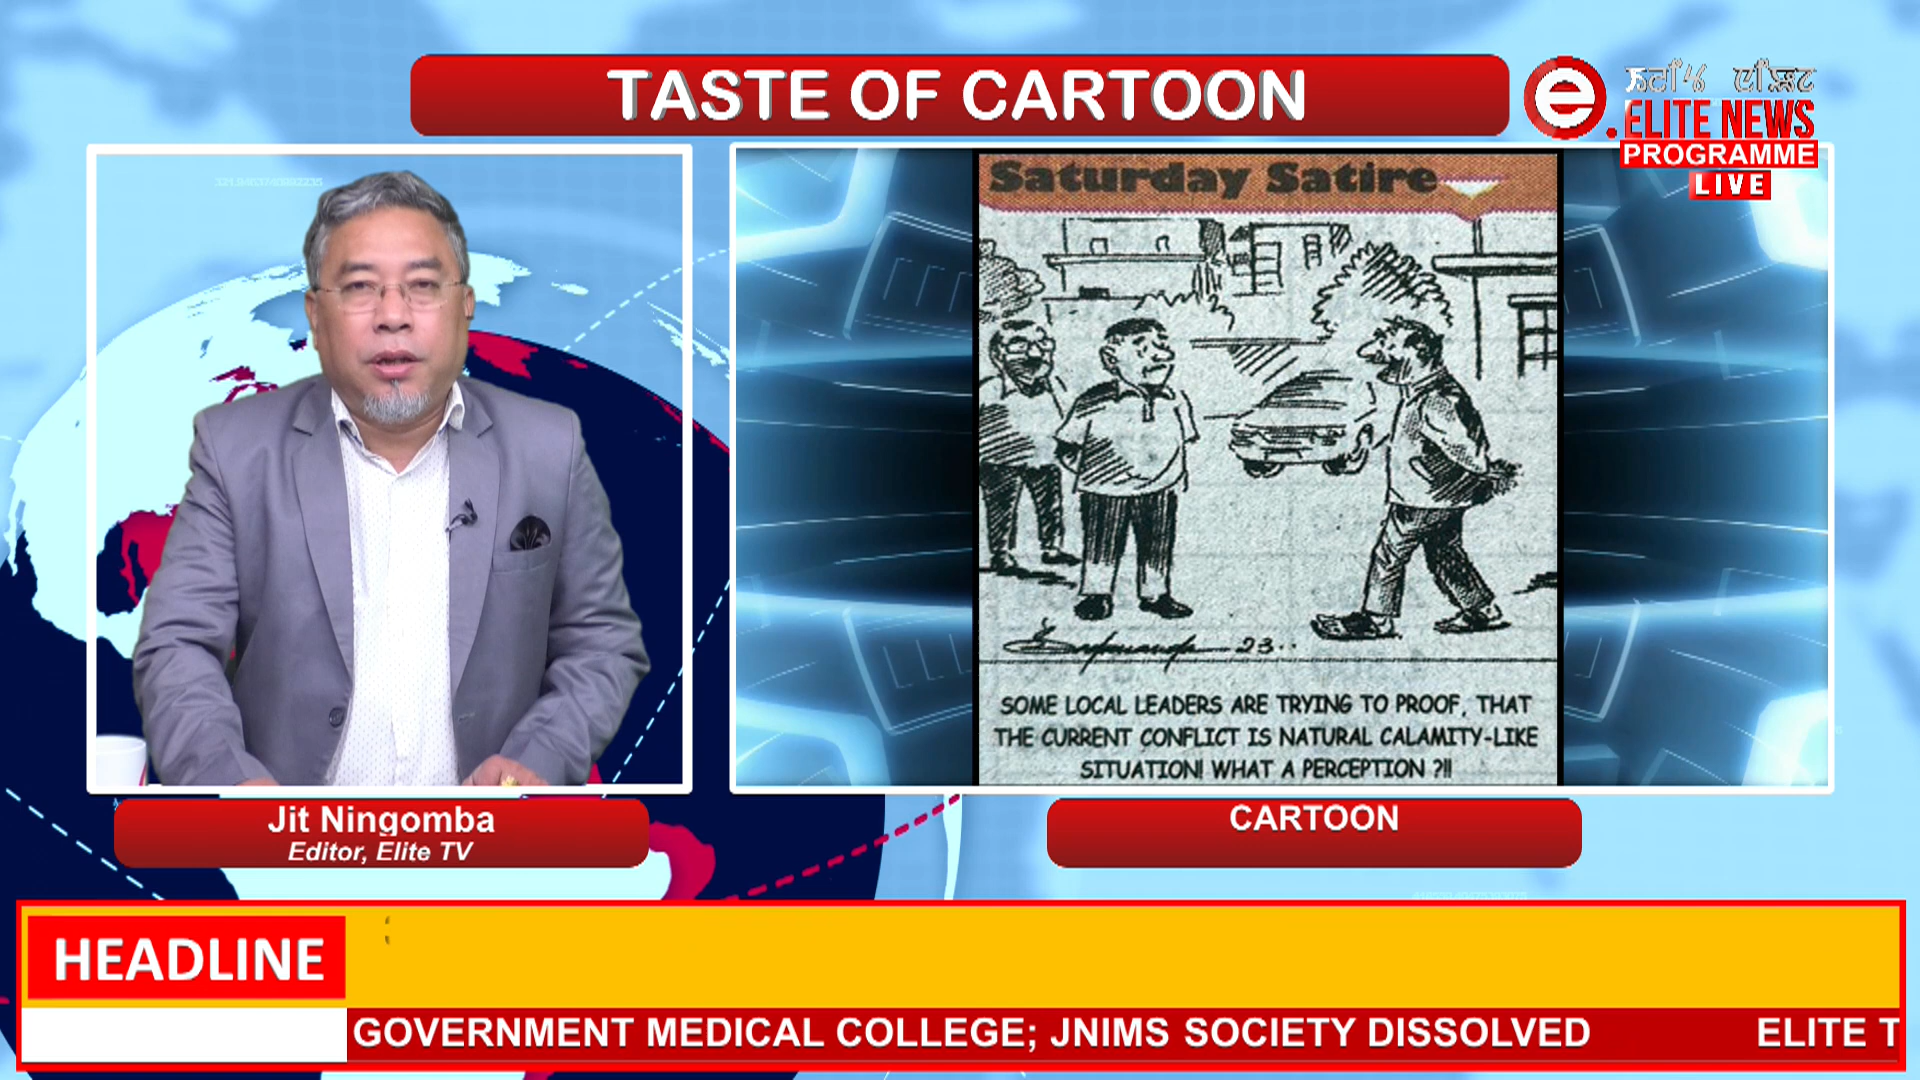 TASTE OF CARTOON
ELITE NEWS
PROGRAMME
LIVE
Saturday Satire
23..
SOME LOCAL LEADERS ARE TRYING TO PROOF, THAT
THE CURRENT CONFLICT IS NATURAL CALAMITY-LIKE
SITUATION! WHAT A PERCEPTION ?!!
Jit Ningomba
Editor, Elite TV
CARTOON
HEADLINE
GOVERNMENT MEDICAL COLLEGE; JNIMS SOCIETY DISSOLVED
ELITE T